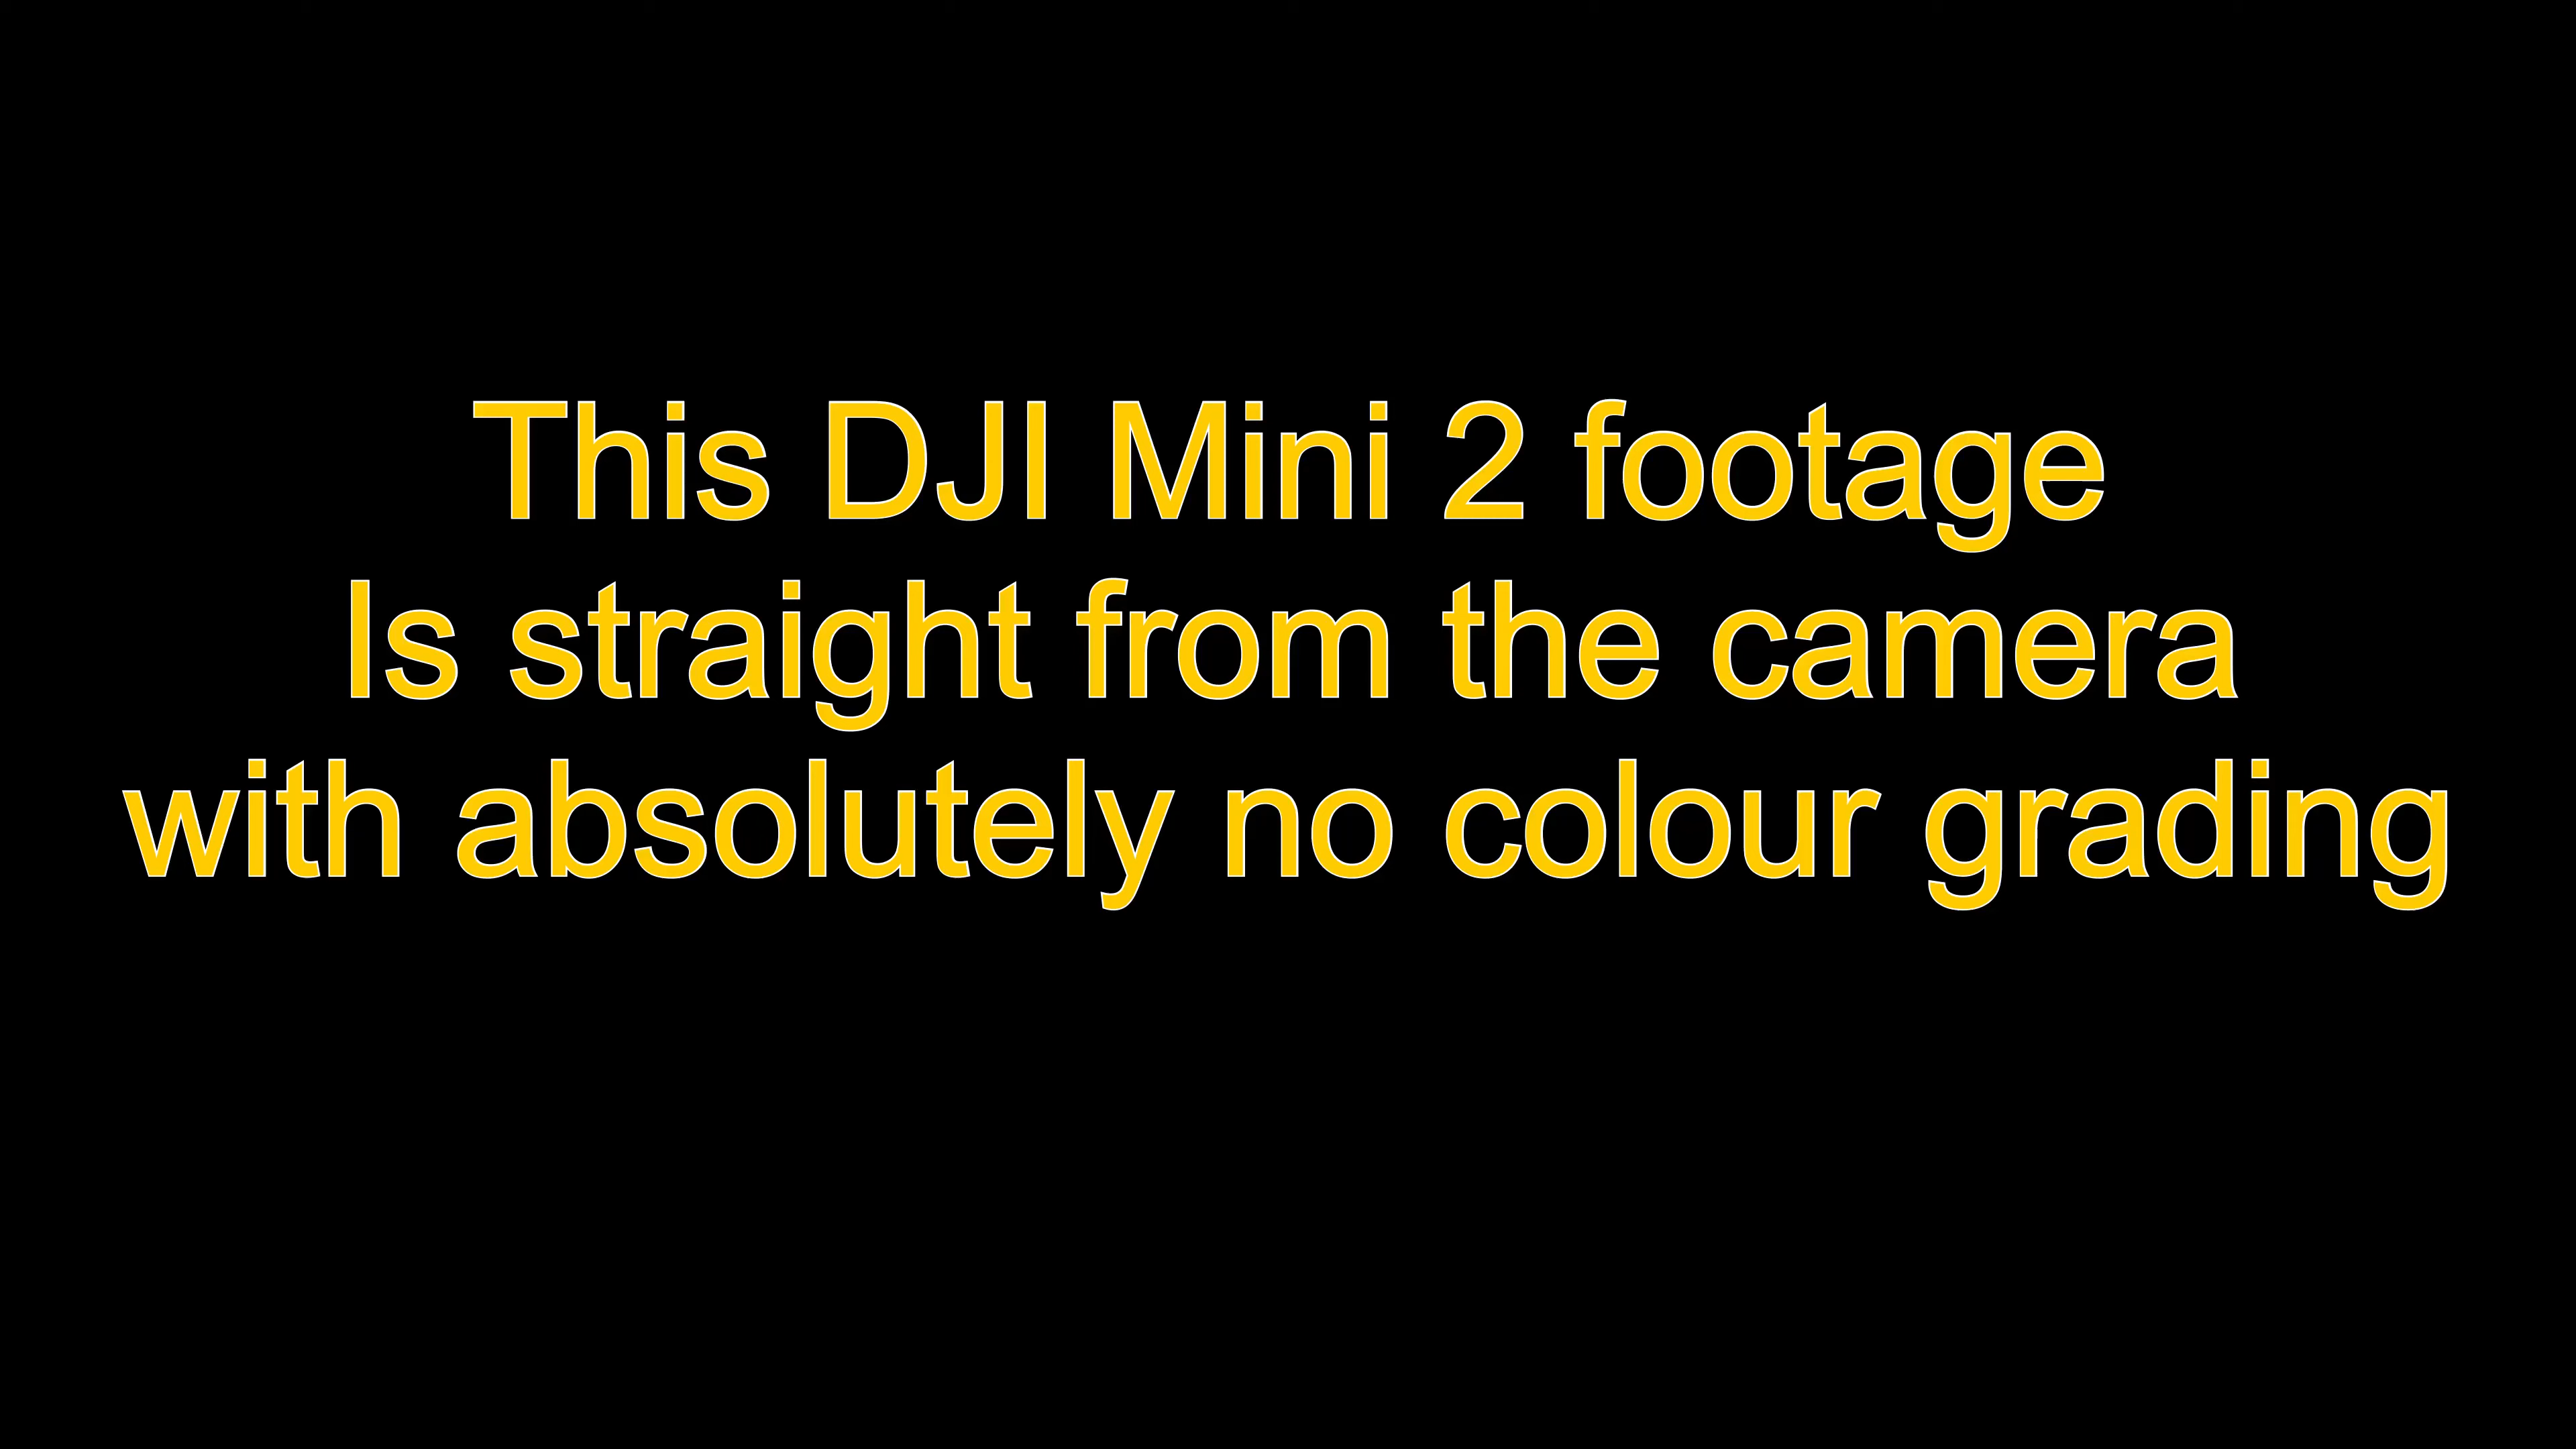 This DJI Mini 2 footage
Is straight from the camera
with absolutely no colour grading